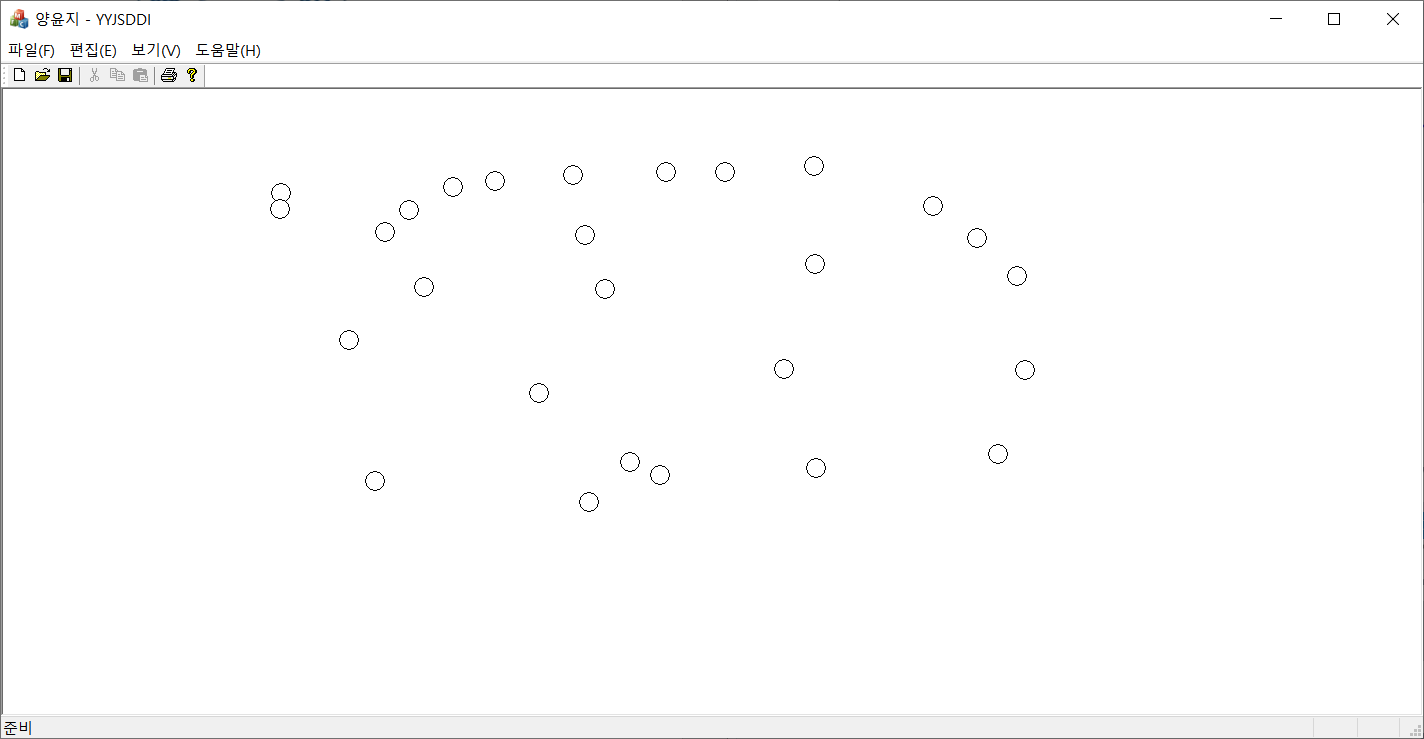 양윤지 - YYJSDDI
파일(F) 편집(E) 보기(V) 도움말(H)
준비